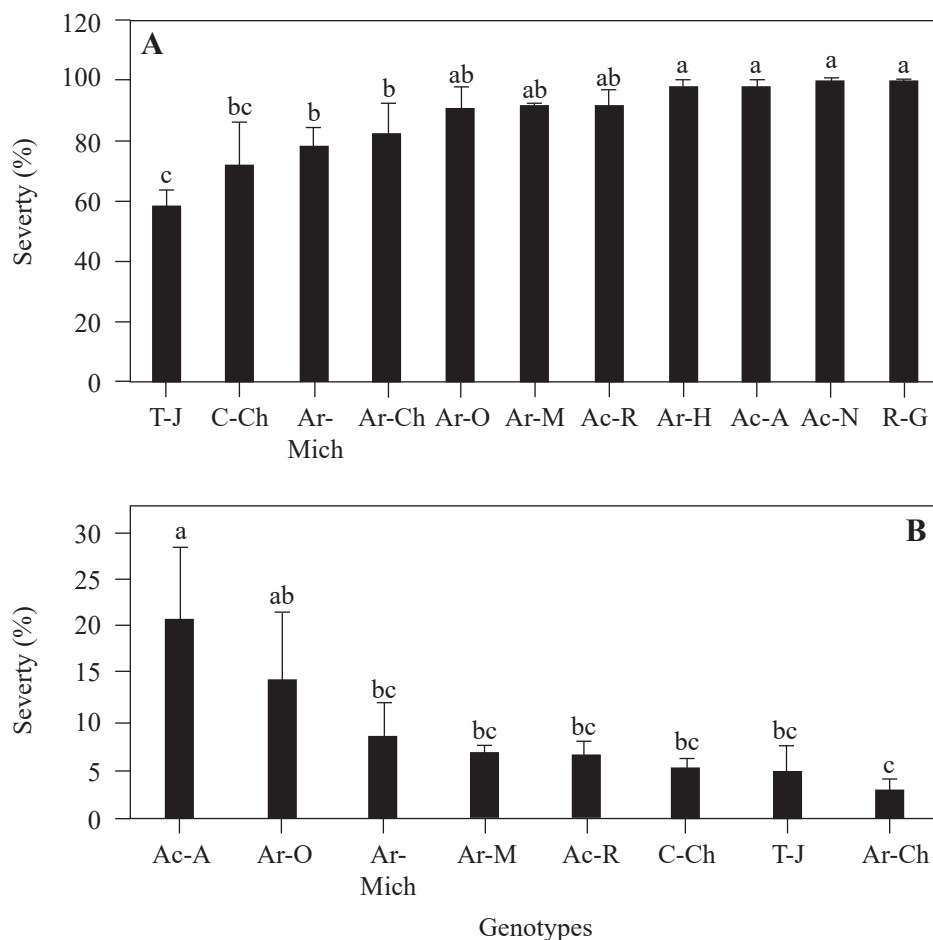 A
120
100
80
60
40
20
0
Severty (%)
c
bc
b
b
ab
ab
ab
a
a
a
a
T-J C-Ch Ar-Mich Ar-Ch Ar-O Ar-M Ac-R Ar-H Ac-A Ac-N R-G
B
30
25
20
15
10
5
0
Severty (%)
a
ab
bc
bc
bc
bc
bc
c
Ac-A Ar-O Ar-Mich Ar-M Ac-R C-Ch T-J Ar-Ch
Genotypes